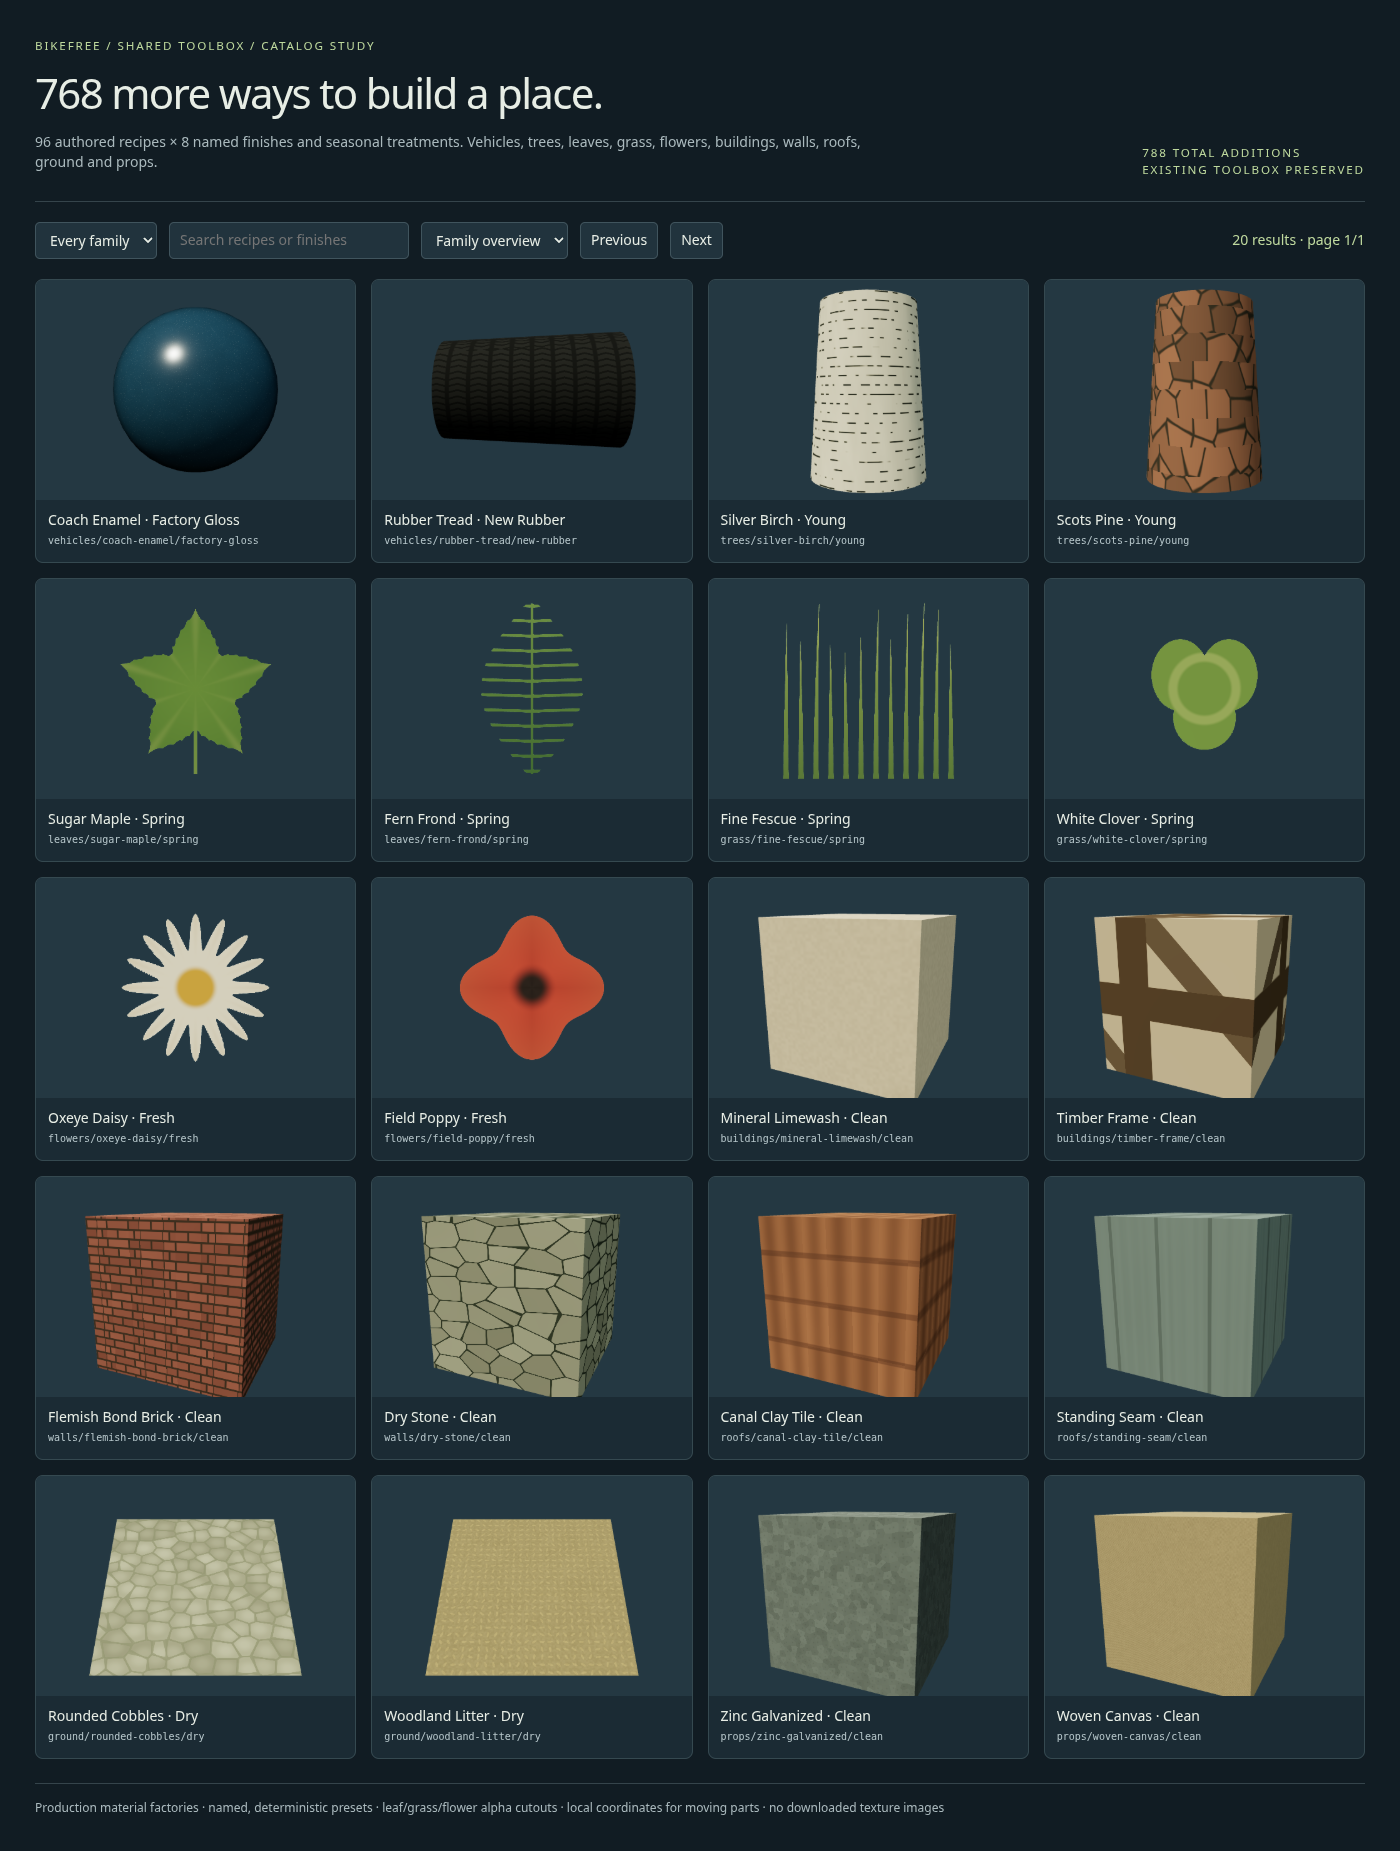 BIKEFREE / SHARED TOOLBOX / CATALOG STUDY
768 more ways to build a place.
96 authored recipes × 8 named finishes and seasonal treatments. Vehicles, trees, leaves, grass, flowers, buildings, walls, roofs,
ground and props.
788 TOTAL ADDITIONS
EXISTING TOOLBOX PRESERVED
Every family
Search recipes or finishes
Family overview
Previous
Next
20 results · page 1/1
Coach Enamel · Factory Gloss
vehicles/coach-enamel/factory-gloss
Rubber Tread · New Rubber
vehicles/rubber-tread/new-rubber
Silver Birch · Young
trees/silver-birch/young
Scots Pine · Young
trees/scots-pine/young
Sugar Maple · Spring
leaves/sugar-maple/spring
Fern Frond · Spring
leaves/fern-frond/spring
Fine Fescue · Spring
grass/fine-fescue/spring
White Clover · Spring
grass/white-clover/spring
Oxeye Daisy · Fresh
flowers/oxeye-daisy/fresh
Field Poppy · Fresh
flowers/field-poppy/fresh
Mineral Limewash · Clean
buildings/mineral-limewash/clean
Timber Frame · Clean
buildings/timber-frame/clean
Flemish Bond Brick · Clean
walls/flemish-bond-brick/clean
Dry Stone · Clean
walls/dry-stone/clean
Canal Clay Tile · Clean
roofs/canal-clay-tile/clean
Standing Seam · Clean
roofs/standing-seam/clean
Rounded Cobbles · Dry
ground/rounded-cobbles/dry
Woodland Litter · Dry
ground/woodland-litter/dry
Zinc Galvanized · Clean
props/zinc-galvanized/clean
Woven Canvas · Clean
props/woven-canvas/clean
Production material factories · named, deterministic presets · leaf/grass/flower alpha cutouts · local coordinates for moving parts · no downloaded texture images